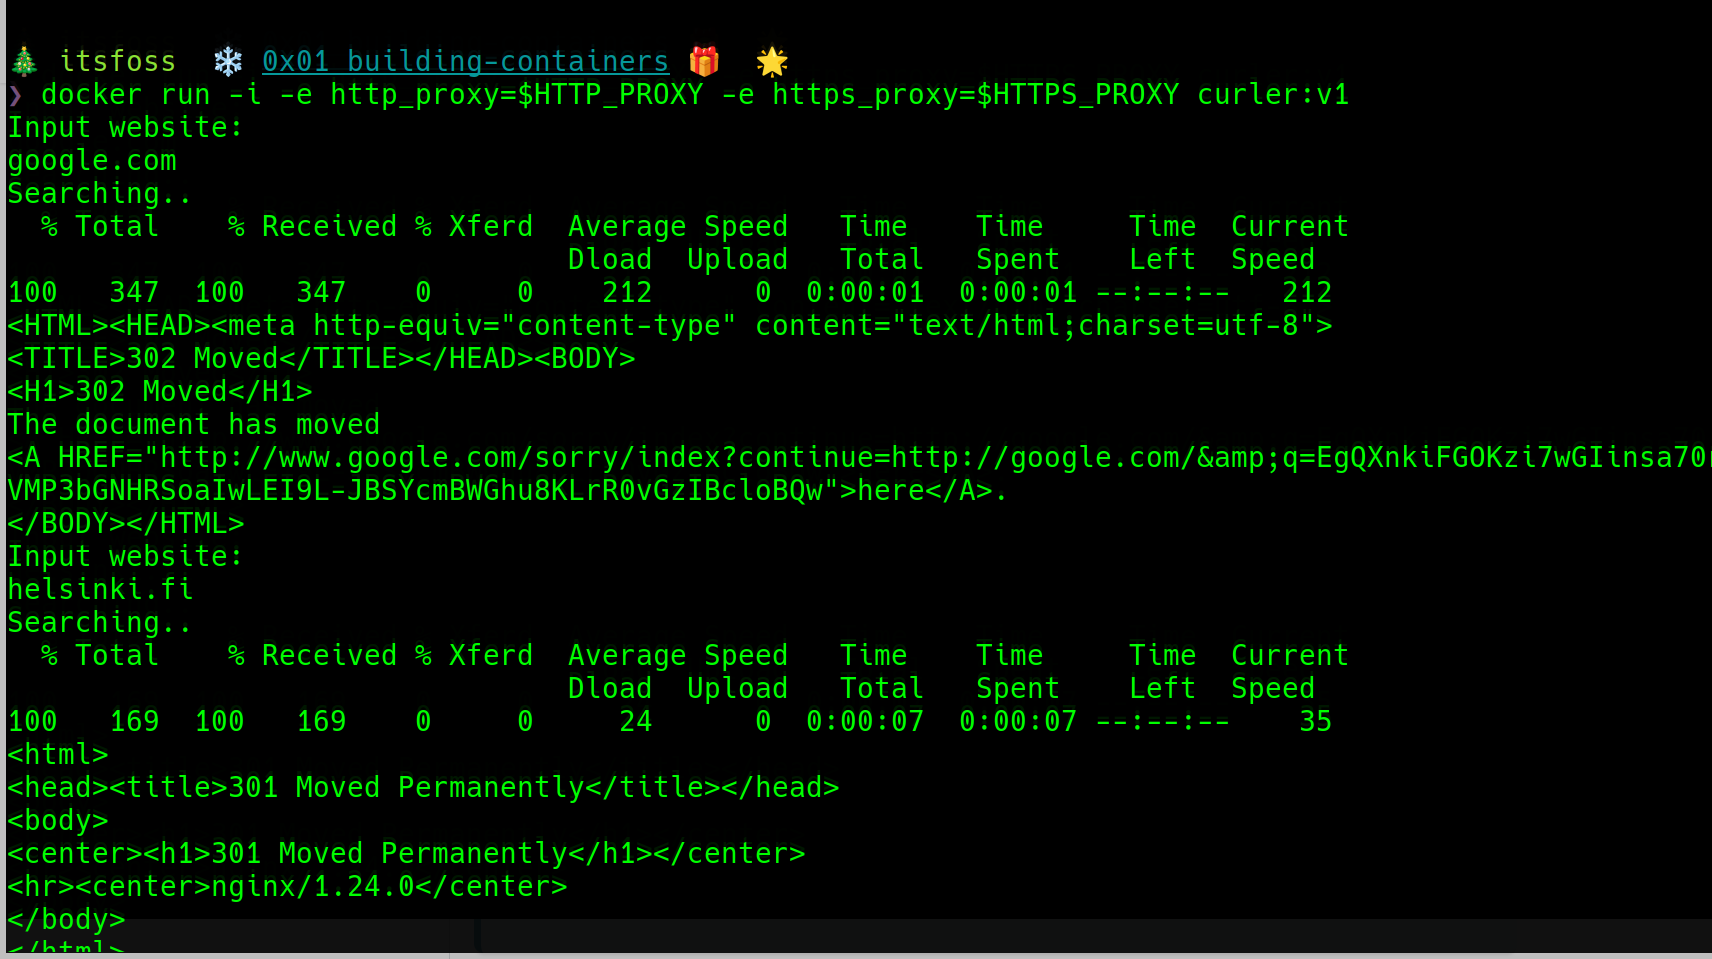 🎄 itsfoss ❄️ 0x01 building-containers 🎁 🌟
❯ docker run -i -e http_proxy=$HTTP_PROXY -e https_proxy=$HTTPS_PROXY curler:v1
Input website:
google.com
Searching..
  % Total    % Received % Xferd  Average Speed   Time    Time     Time  Current
                                 Dload  Upload   Total   Spent    Left  Speed
100   347  100   347    0     0    212      0  0:00:01  0:00:01 --:--:--   212
<HTML><HEAD><meta http-equiv="content-type" content="text/html;charset=utf-8">
<TITLE>302 Moved</TITLE></HEAD><BODY>
<H1>302 Moved</H1>
The document has moved
<A HREF="http://www.google.com/sorry/index?continue=http://google.com/&amp;q=EgQXnkiFGOKzi7wGIinsa70
VMP3bGNHRSoaIwLEI9L-JBSYcmBWGhu8KLrR0vGzIBcloBQw">here</A>.
</BODY></HTML>
Input website:
helsinki.fi
Searching..
  % Total    % Received % Xferd  Average Speed   Time    Time     Time  Current
                                 Dload  Upload   Total   Spent    Left  Speed
100   169  100   169    0     0     24      0  0:00:07  0:00:07 --:--:--    35
<html>
<head><title>301 Moved Permanently</title></head>
<body>
<center><h1>301 Moved Permanently</h1></center>
<hr><center>nginx/1.24.0</center>
</body>
</html>